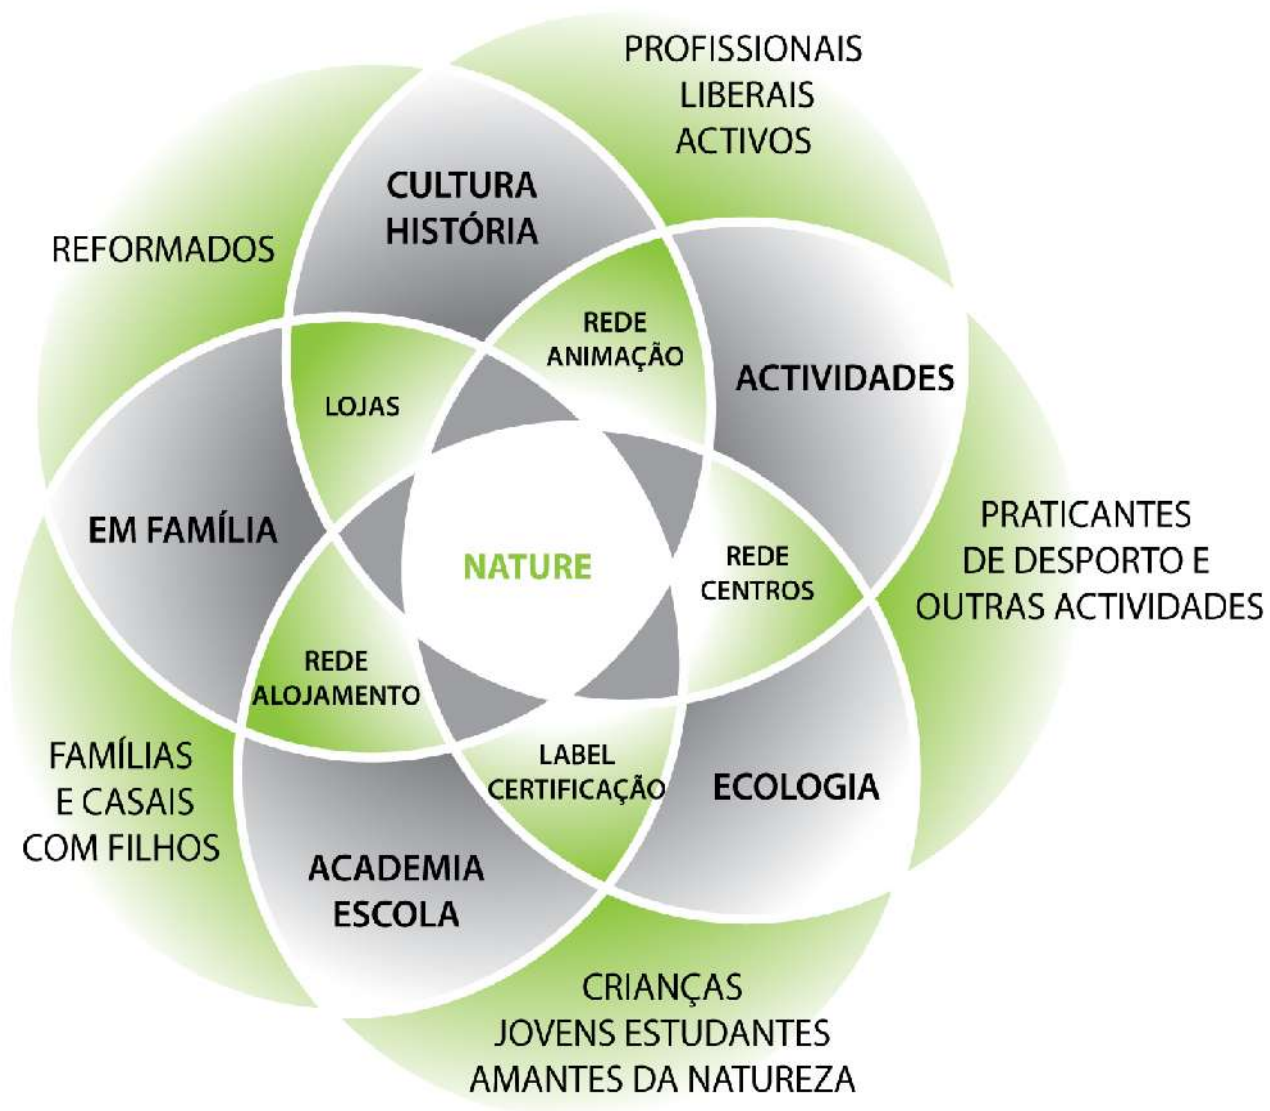 PROFISSIONAIS
LIBERAIS
ACTIVOS
CULTURA
HISTÓRIA
REFORMADOS
REDE
ANIMAÇÃO
ACTIVIDADES
LOJAS
EM FAMÍLIA
NATURE
REDE
CENTROS
PRATICANTES
DE DESPORTO E
OUTRAS ACTIVIDADES
REDE
ALOJAMENTO
LABEL
CERTIFICAÇÃO
ECOLOGIA
FAMÍLIAS
E CASAIS
COM FILHOS
ACADEMIA
ESCOLA
CRIANÇAS
JOVENS ESTUDANTES
AMANTES DA NATUREZA